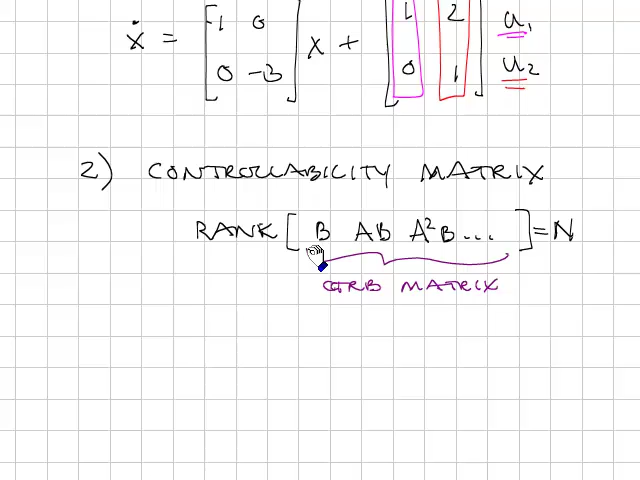 1 0 1 2 u1
ẋ = x +
0 -3 0 1 u2
2) CONTROLLABILITY MATRIX
RANK [ B AB A²B ... ] = N
CTRB MATRIX